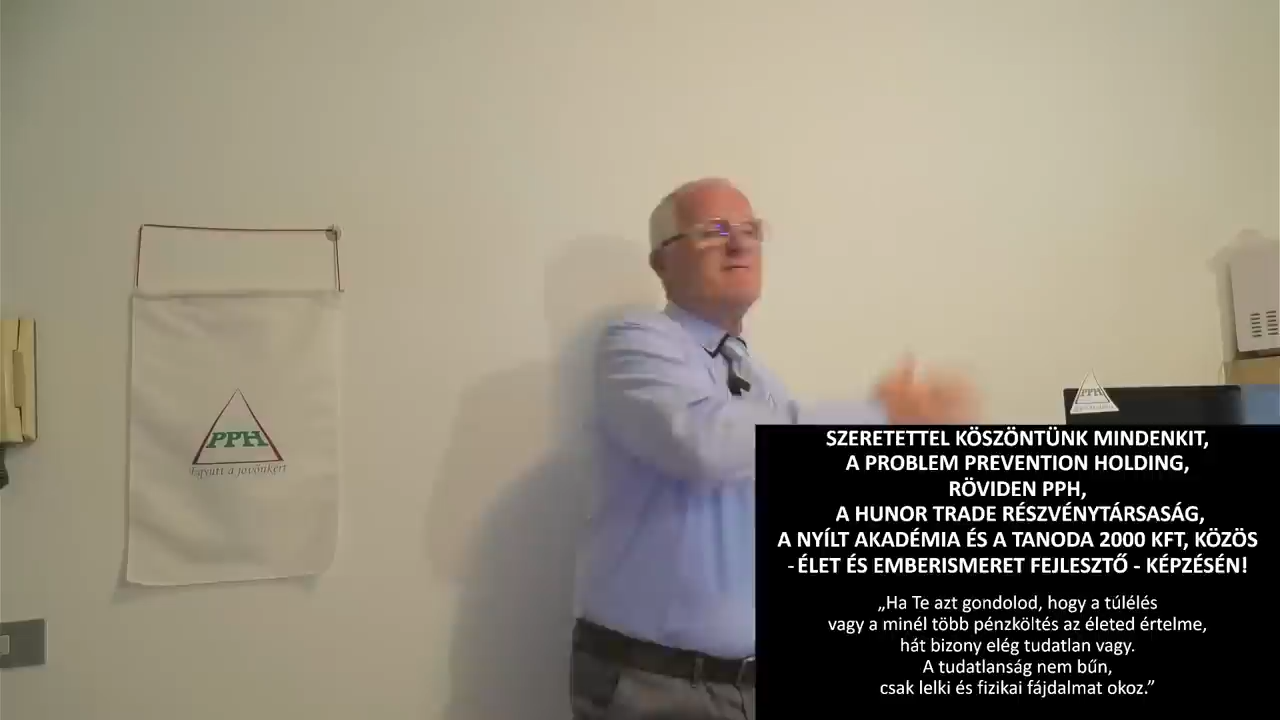 PPH
Együtt a jövőnkért
PPH
SZERETETTEL KÖSZÖNTÜNK MINDENKIT,
A PROBLEM PREVENTION HOLDING,
RÖVIDEN PPH,
A HUNOR TRADE RÉSZVÉNYTÁRSASÁG,
A NYÍLT AKADÉMIA ÉS A TANODA 2000 KFT, KÖZÖS
- ÉLET ÉS EMBERISMERET FEJLESZTŐ - KÉPZÉSÉN!
„Ha Te azt gondolod, hogy a túlélés
vagy a minél több pénzköltés az életed értelme,
hát bizony elég tudatlan vagy.
A tudatlanság nem bűn,
csak lelki és fizikai fájdalmat okoz.”